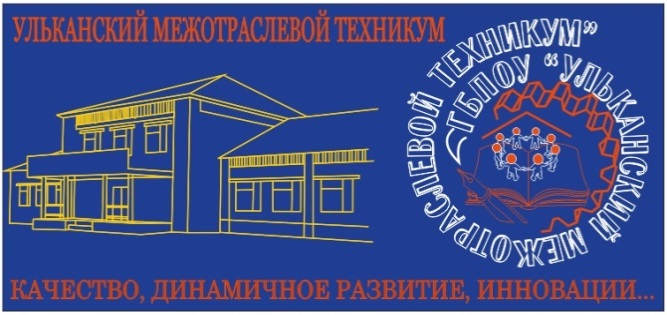 УЛЬКАНСКИЙ МЕЖОТРАСЛЕВОЙ ТЕХНИКУМ
ГБПОУ “УЛЬКАНСКИЙ МЕЖОТРАСЛЕВОЙ ТЕХНИКУМ”
КАЧЕСТВО, ДИНАМИЧНОЕ РАЗВИТИЕ, ИННОВАЦИИ...